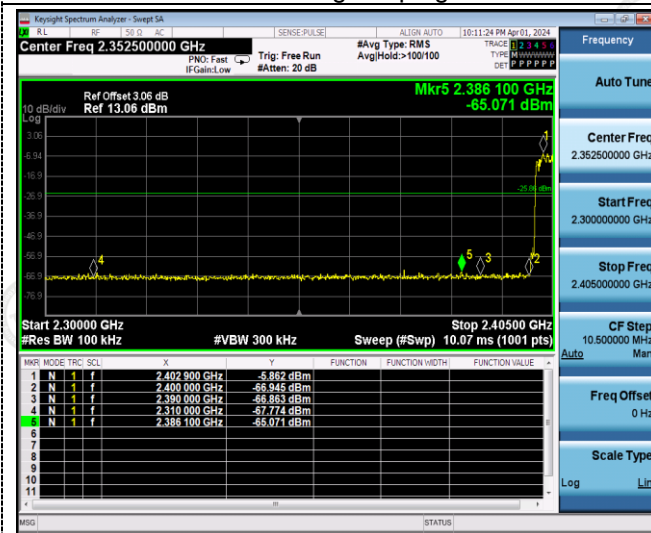 Keysight Spectrum Analyzer - Swept SA
RL RF 50 Ω AC SENSE:PULSE ALIGN AUTO 10:11:24 PM Apr 01, 2024
Center Freq 2.352500000 GHz
PNO: Fast
IFGain:Low
Trig: Free Run
#Atten: 20 dB
#Avg Type: RMS
Avg|Hold:>100/100
TRACE 1 2 3 4 5 6
TYPE M
DET P P P P P P
Ref Offset 3.06 dB
Ref 13.06 dBm
10 dB/div
Log
Mkr5 2.386 100 GHz
-65.071 dBm
3.06
-6.94
-16.9
-26.9
-36.9
-46.9
-56.9
-66.9
-76.9
1
4
5
3
2
Start 2.30000 GHz Stop 2.40500 GHz
#Res BW 100 kHz #VBW 300 kHz Sweep (#Swp) 10.07 ms (1001 pts)
MKR MODE TRC SCL X Y FUNCTION FUNCTION WIDTH FUNCTION VALUE
1 N 1 f 2.402 900 GHz -5.862 dBm
2 N 1 f 2.400 000 GHz -66.945 dBm
3 N 1 f 2.390 000 GHz -66.863 dBm
4 N 1 f 2.310 000 GHz -67.774 dBm
5 N 1 f 2.386 100 GHz -65.071 dBm
6
7
8
9
10
11
MSG STATUS
Frequency
Auto Tune
Center Freq
2.352500000 GHz
Start Freq
2.300000000 GHz
Stop Freq
2.405000000 GHz
CF Step
10.500000 MHz
Auto Man
Freq Offset
0 Hz
Scale Type
Log Lin